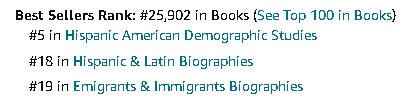 Best Sellers Rank: #25,902 in Books (See Top 100 in Books)
#5 in Hispanic American Demographic Studies
#18 in Hispanic & Latin Biographies
#19 in Emigrants & Immigrants Biographies